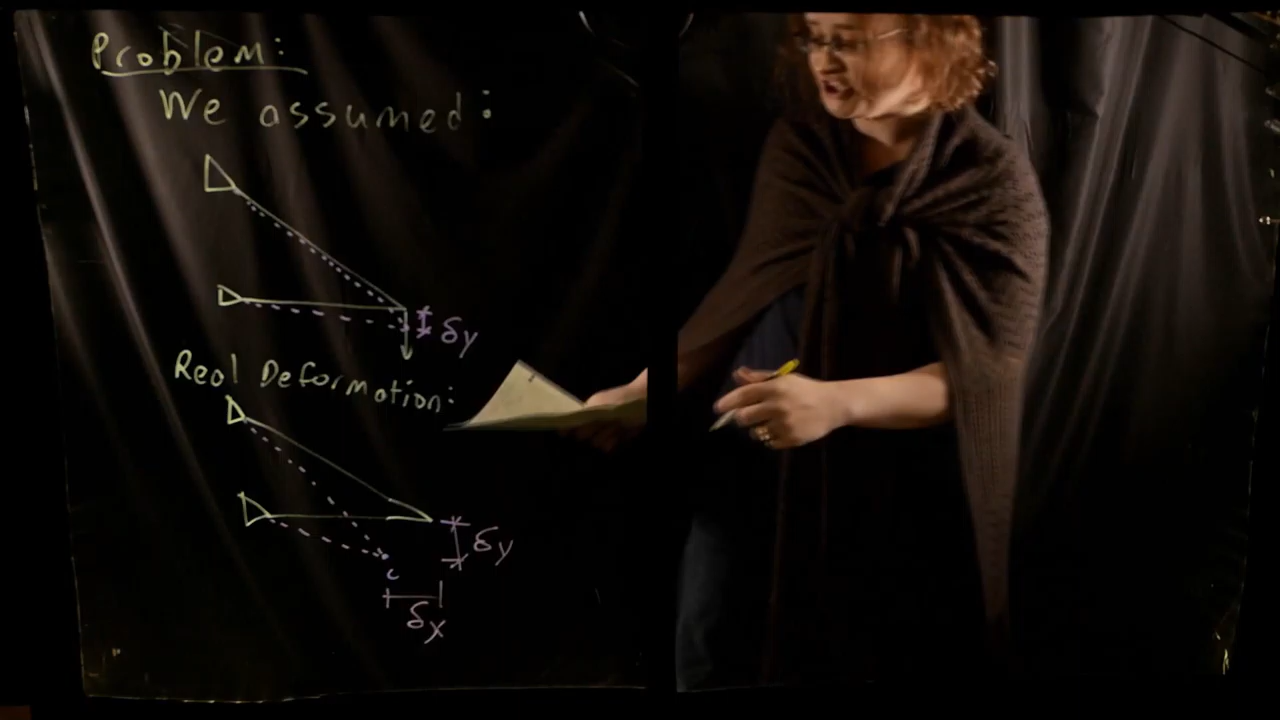 Problem:
We assumed:
δy
Real Deformation:
δy
c
δx